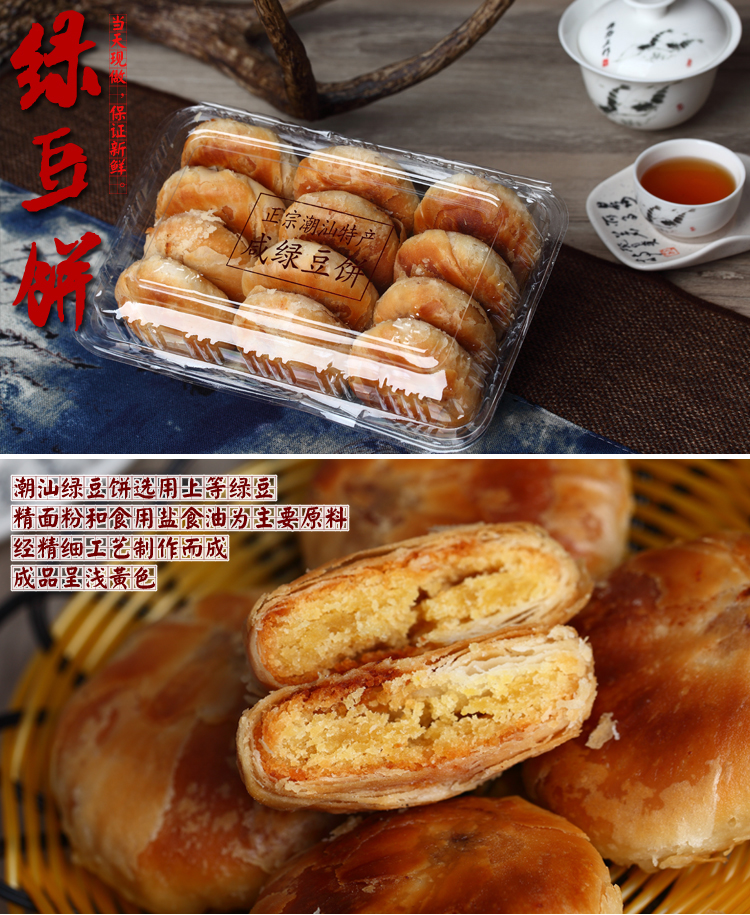 绿豆饼
当天现做，保证新鲜。
正宗潮汕特产
咸绿豆饼
潮汕绿豆饼选用上等绿豆
精面粉和食用盐食油为主要原料
经精细工艺制作而成
成品呈浅黄色